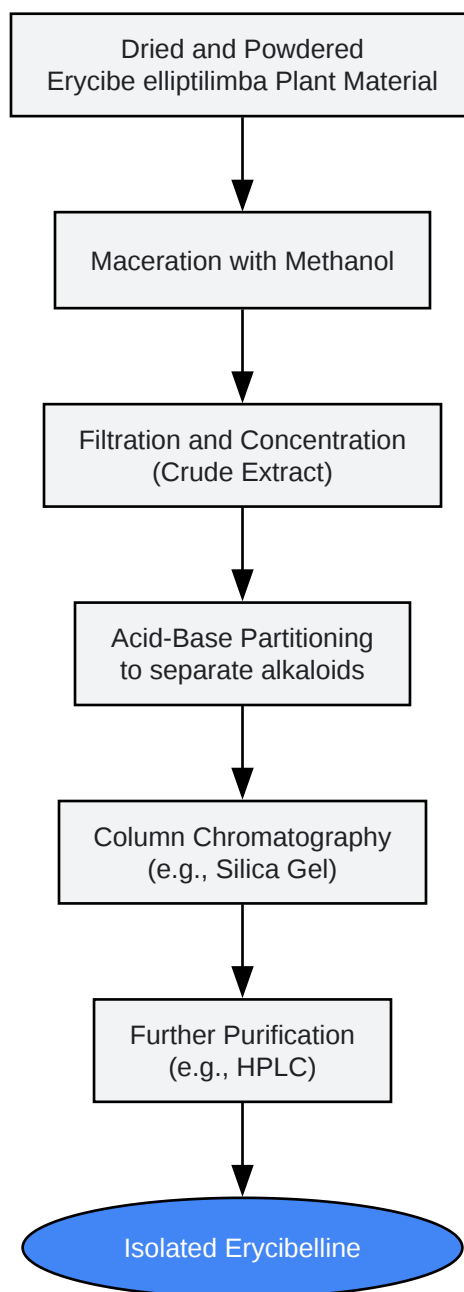 Dried and Powdered
Erycibe elliptilimba Plant Material
Maceration with Methanol
Filtration and Concentration
(Crude Extract)
Acid-Base Partitioning
to separate alkaloids
Column Chromatography
(e.g., Silica Gel)
Further Purification
(e.g., HPLC)
Isolated Erycibelline